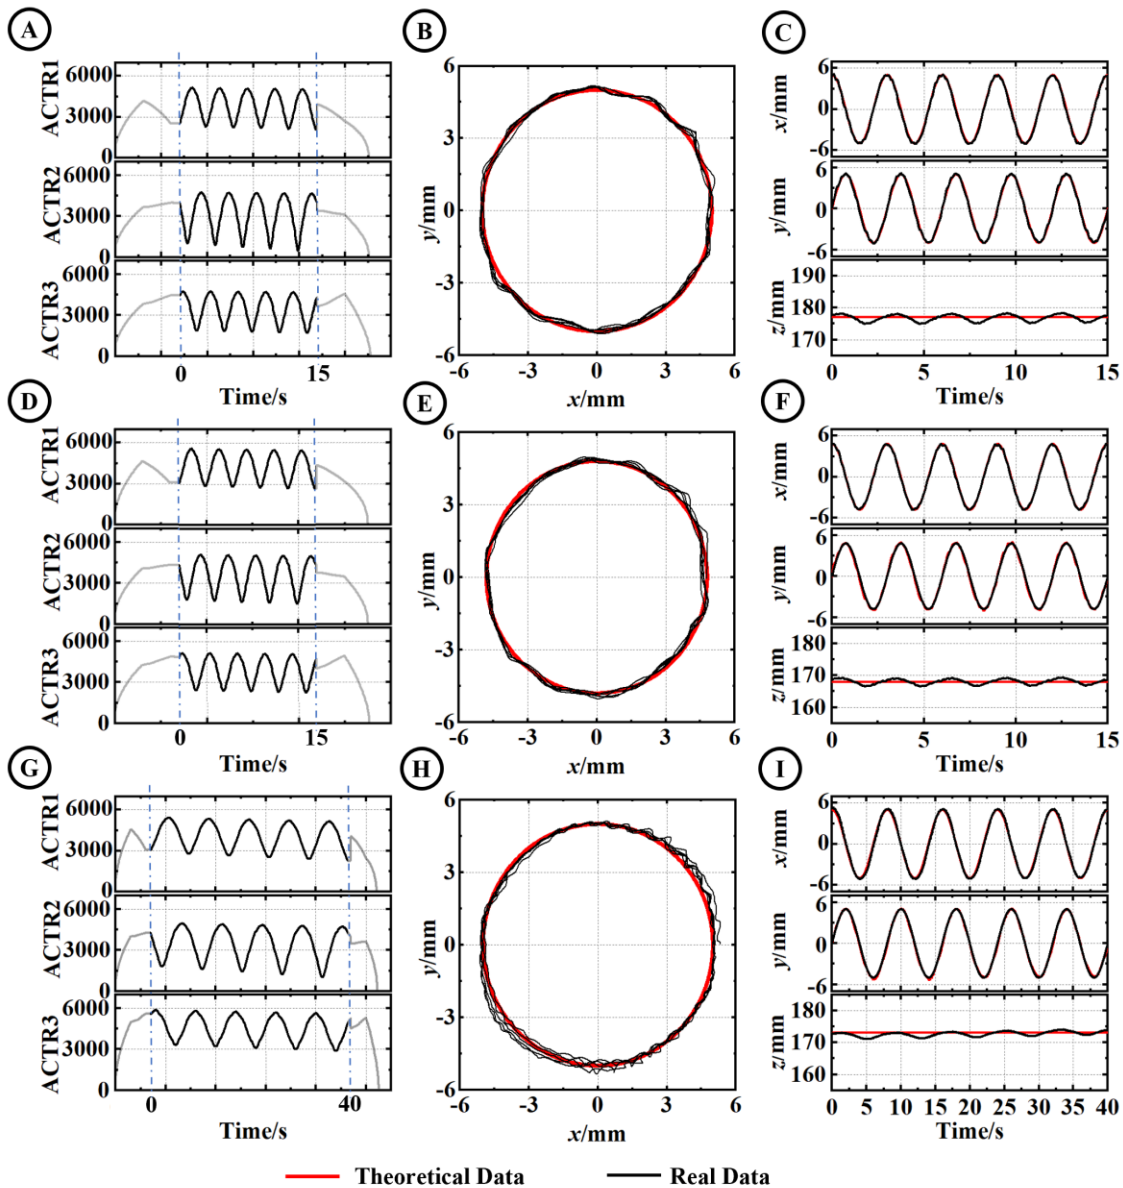 A
B
C
ACTR1
6000
3000
0
ACTR2
6000
3000
0
ACTR3
6000
3000
0
0 15
Time/s
y/mm
6
3
0
-3
-6
-6 -3 0 3 6
x/mm
x/mm
6
0
-6
y/mm
6
0
-6
z/mm
190
180
170
0 5 10 15
Time/s
D
E
F
ACTR1
6000
3000
0
ACTR2
6000
3000
0
ACTR3
6000
3000
0
0 15
Time/s
y/mm
6
3
0
-3
-6
-6 -3 0 3 6
x/mm
x/mm
6
0
-6
y/mm
6
0
-6
z/mm
180
170
160
0 5 10 15
Time/s
G
H
I
ACTR1
6000
3000
0
ACTR2
6000
3000
0
ACTR3
6000
3000
0
0 40
Time/s
y/mm
6
3
0
-3
-6
-6 -3 0 3 6
x/mm
x/mm
6
0
-6
y/mm
6
0
-6
z/mm
180
170
160
0 5 10 15 20 25 30 35 40
Time/s
Theoretical Data
Real Data